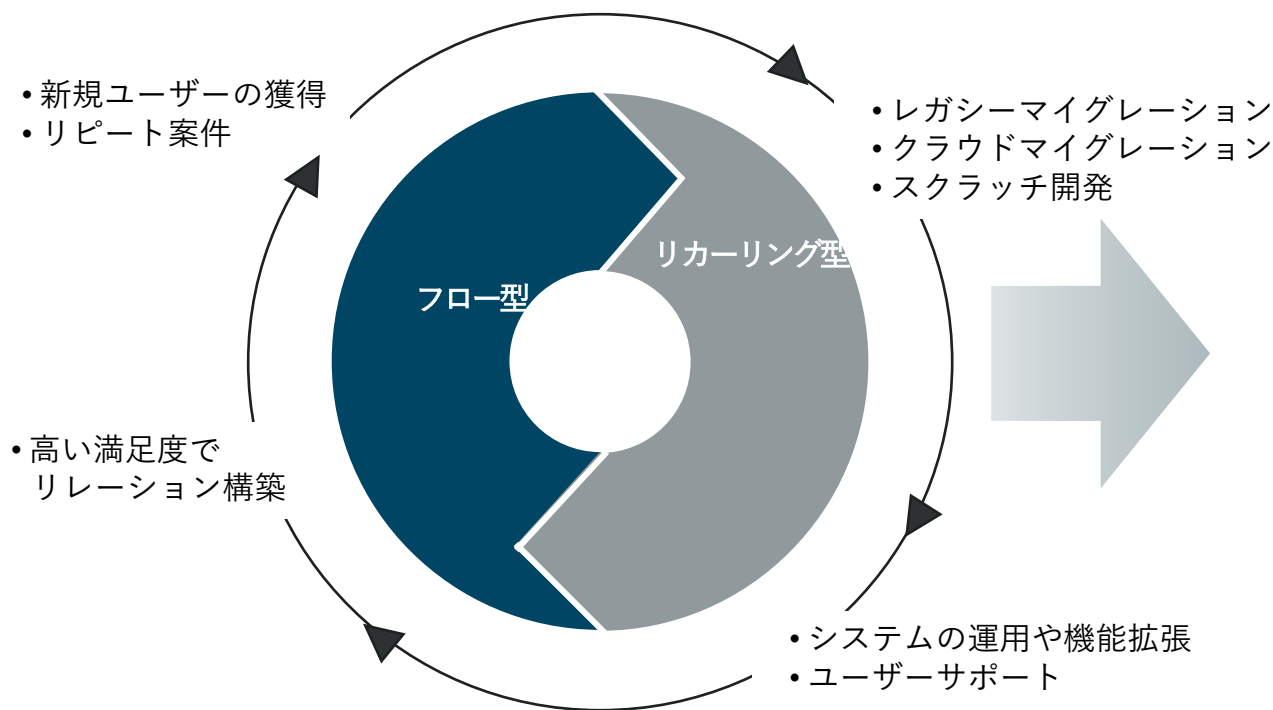 • 新規ユーザーの獲得
• リピート案件
• レガシーマイグレーション
• クラウドマイグレーション
• スクラッチ開発
リカーリング型
フロー型
• 高い満足度で
リレーション構築
• システムの運用や機能拡張
• ユーザーサポート